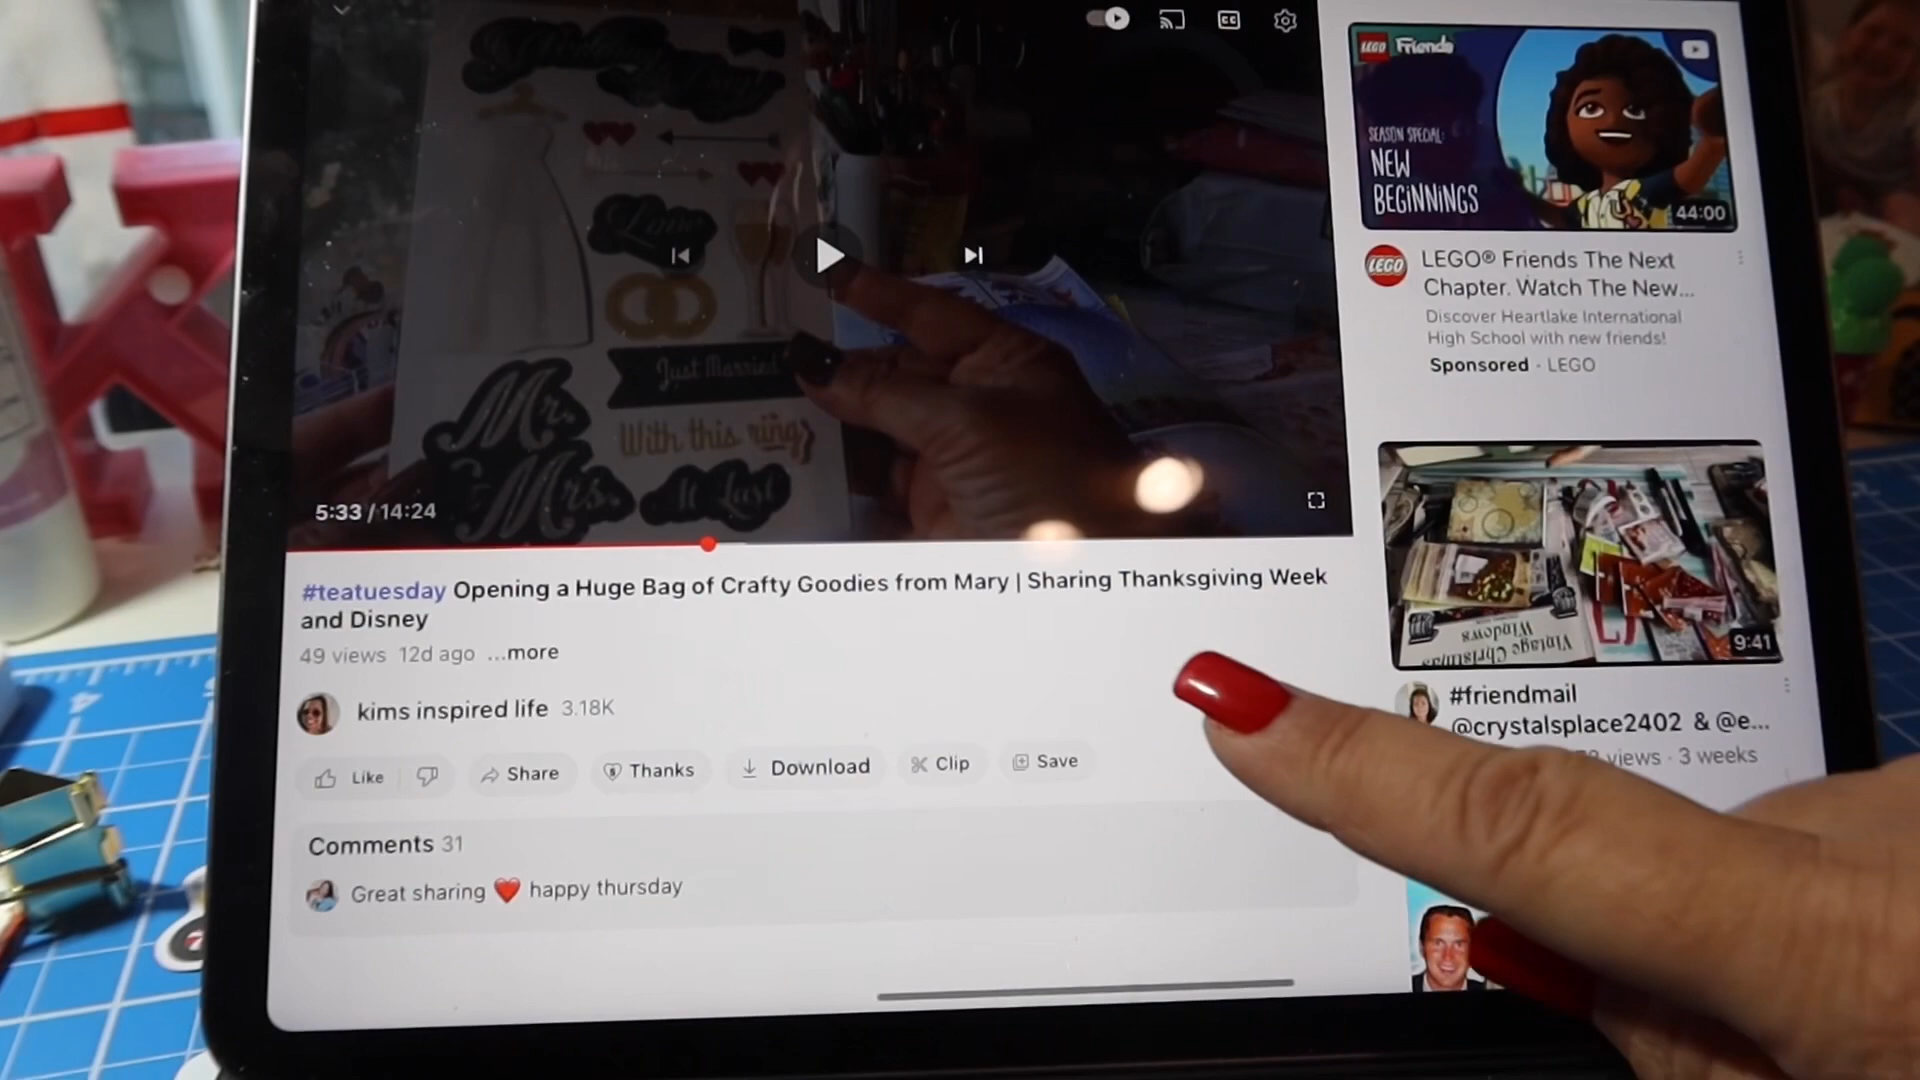 Love
Just Married
Mr.
& Mrs.
With this ring
At Last
5:33 / 14:24
#teatuesday Opening a Huge Bag of Crafty Goodies from Mary | Sharing Thanksgiving Week
and Disney
49 views 12d ago ...more
kims inspired life 3.18K
Like
Share
Thanks
Download
Clip
Save
Comments 31
Great sharing ❤️ happy thursday
LEGO Friends
SEASON SPECIAL:
NEW
BEGINNINGS
44:00
LEGO
LEGO® Friends The Next
Chapter. Watch The New...
Discover Heartlake International
High School with new friends!
Sponsored · LEGO
Vintage Christmas
Windows
9:41
#friendmail
@crystalsplace2402 & @e...
views · 3 weeks
K
CC